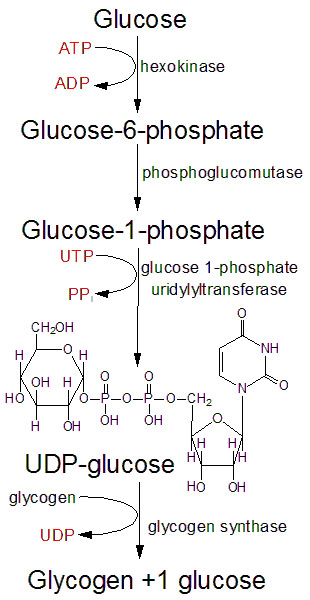 Glucose
ATP
hexokinase
ADP
Glucose-6-phosphate
phosphoglucomutase
Glucose-1-phosphate
UTP
glucose 1-phosphate
uridylyltransferase
PPi
CH2OH
O
NH
O
N
O
H
H
H
OH
H
HO
O
P
O
OH
O
P
O
OH
O
CH2
O
H
OH
H
H
H
H
HO
OH
UDP-glucose
glycogen
UDP
glycogen synthase
Glycogen +1 glucose